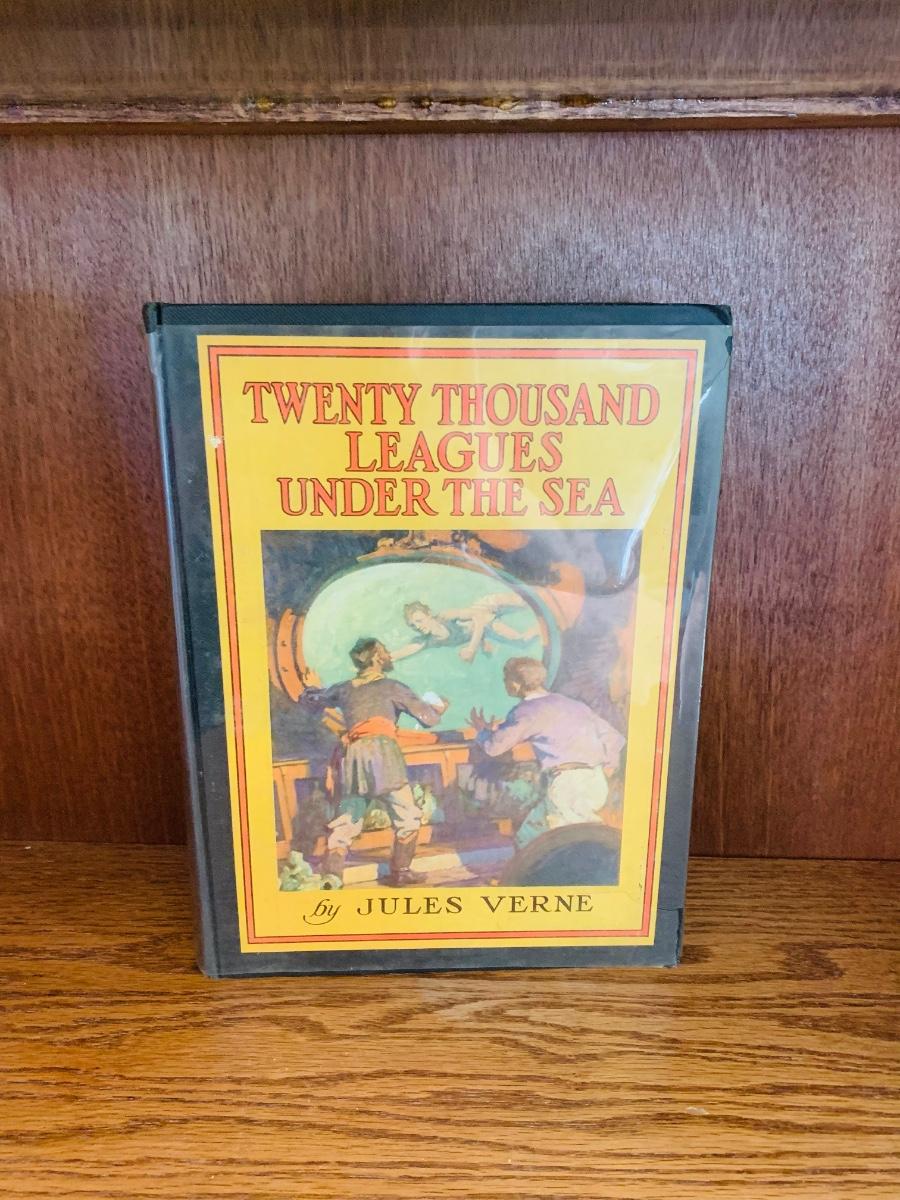 TWENTY THOUSAND
LEAGUES
UNDER THE SEA
by JULES VERNE